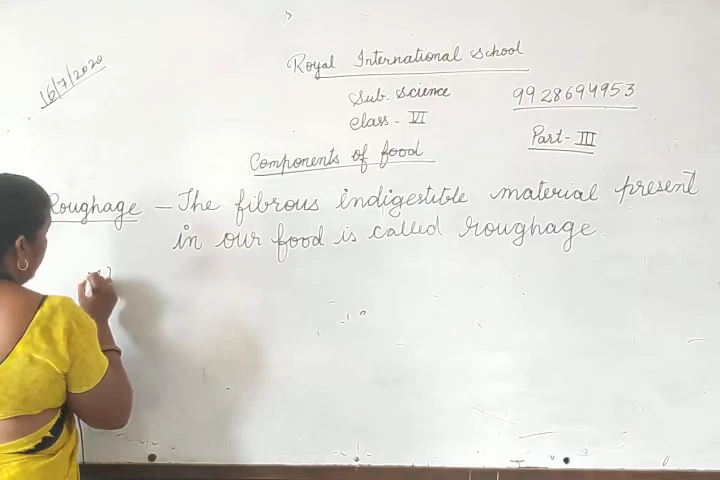 16/7/2020
Royal International School
Sub- Science
9928694953
Class - VI
Part - III
Components of food
Roughage - The fibrous indigestible material present
in our food is called roughage.